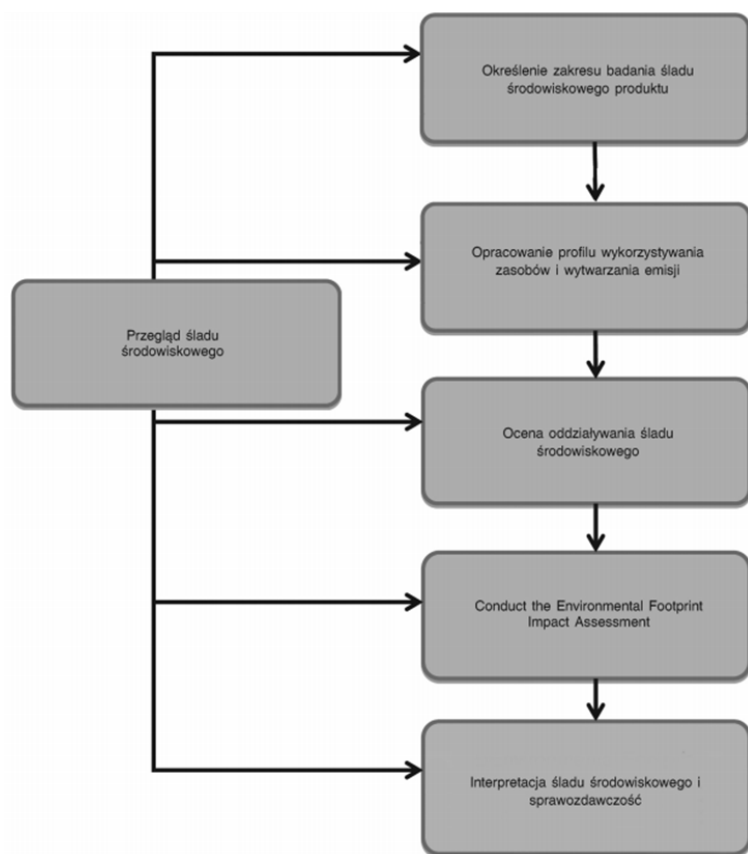 Określenie zakresu badania śladu
środowiskowego produktu
Opracowanie profilu wykorzystywania
zasobów i wytwarzania emisji
Przegląd śladu
środowiskowego
Ocena oddziaływania śladu
środowiskowego
Conduct the Environmental Footprint
Impact Assessment
Interpretacja śladu środowiskowego i
sprawozdawczość